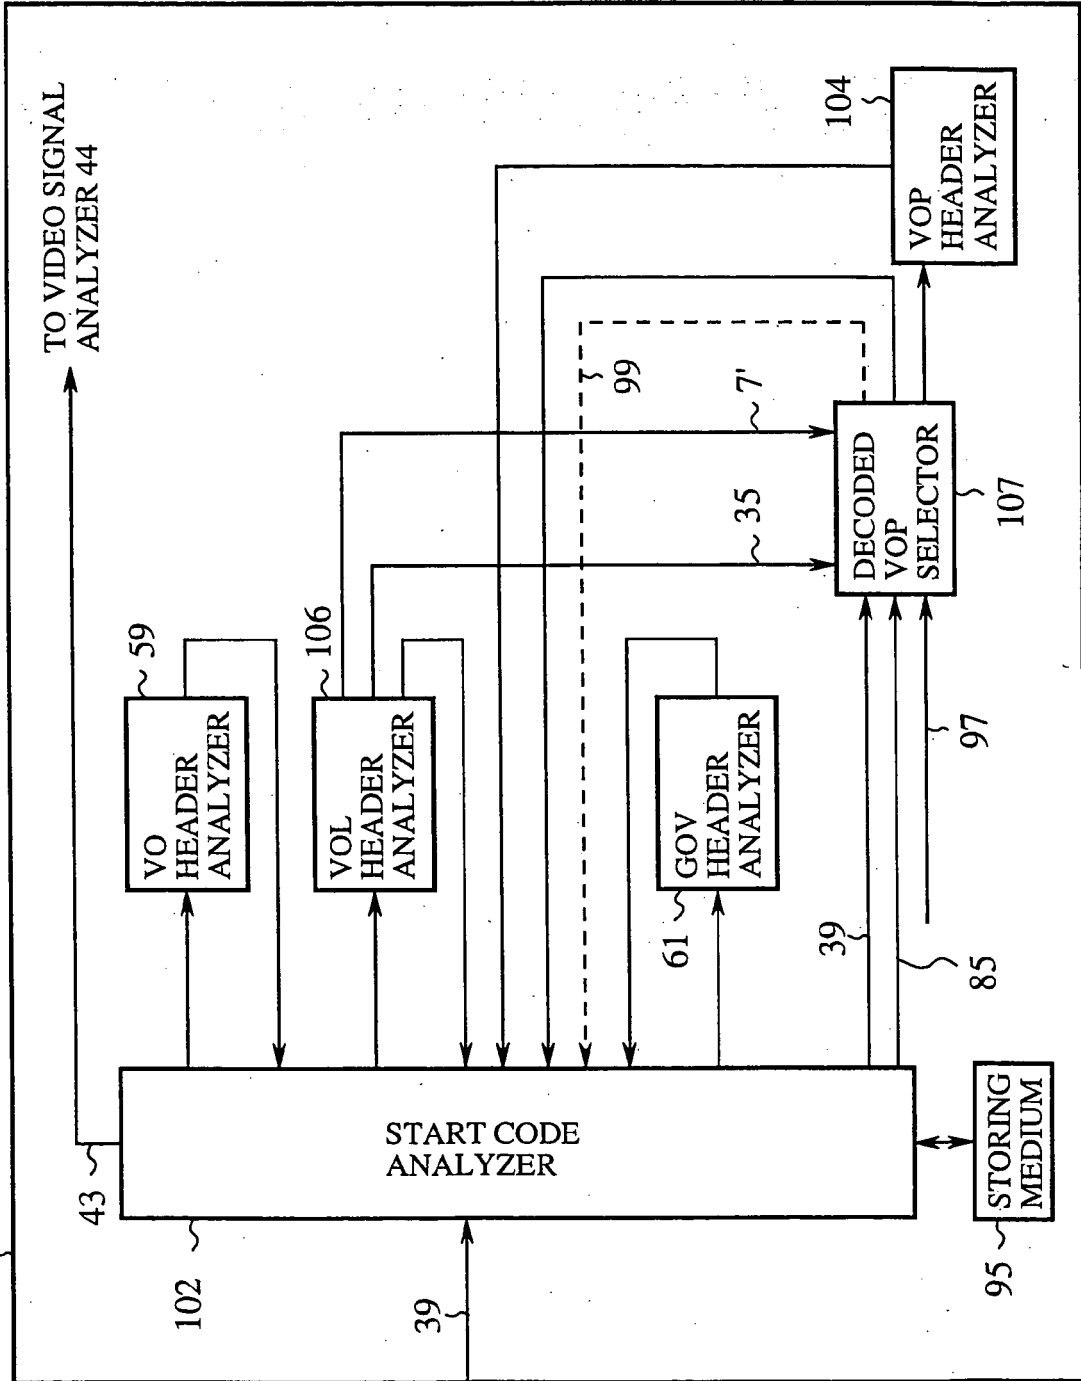 TO VIDEO SIGNAL
ANALYZER 44
43
59
VO
HEADER
ANALYZER
106
VOL
HEADER
ANALYZER
61
GOV
HEADER
ANALYZER
104
VOP
HEADER
ANALYZER
99
7'
35
DECODED
VOP
SELECTOR
107
39
85
97
START CODE
ANALYZER
102
39
STORING
MEDIUM
95